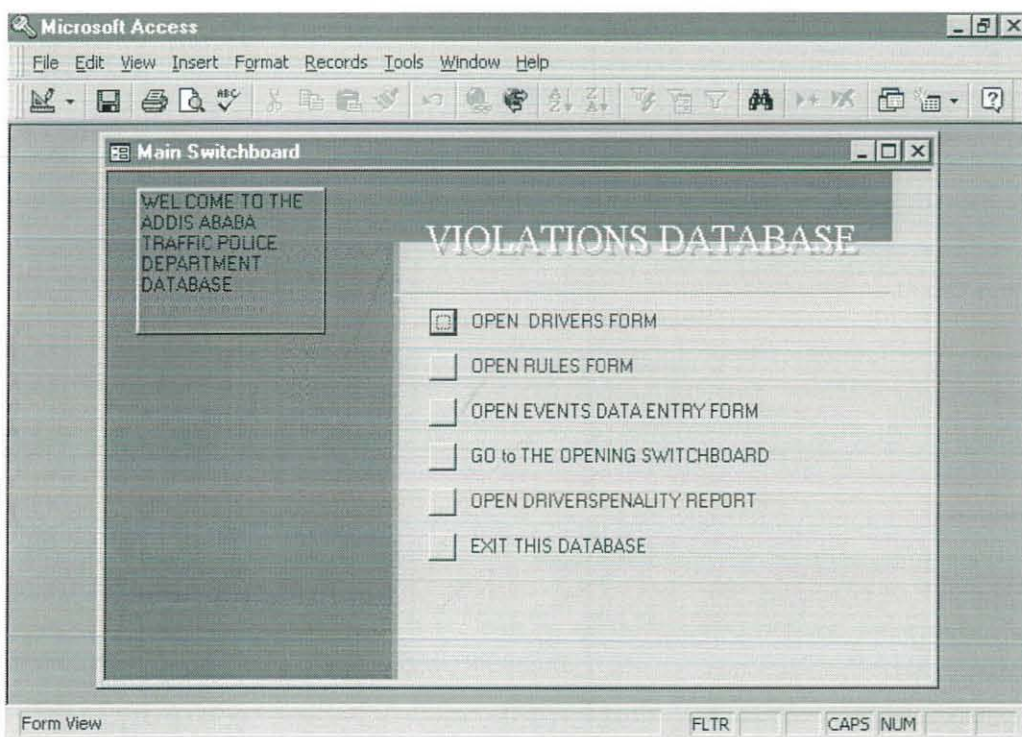 Microsoft Access
File Edit View Insert Format Records Tools Window Help
Main Switchboard
WEL COME TO THE
ADDIS ABABA
TRAFFIC POLICE
DEPARTMENT
DATABASE
VIOLATIONS DATABASE
OPEN DRIVERS FORM
OPEN RULES FORM
OPEN EVENTS DATA ENTRY FORM
GO to THE OPENING SWITCHBOARD
OPEN DRIVERSPENALITY REPORT
EXIT THIS DATABASE
Form View FLTR CAPS NUM